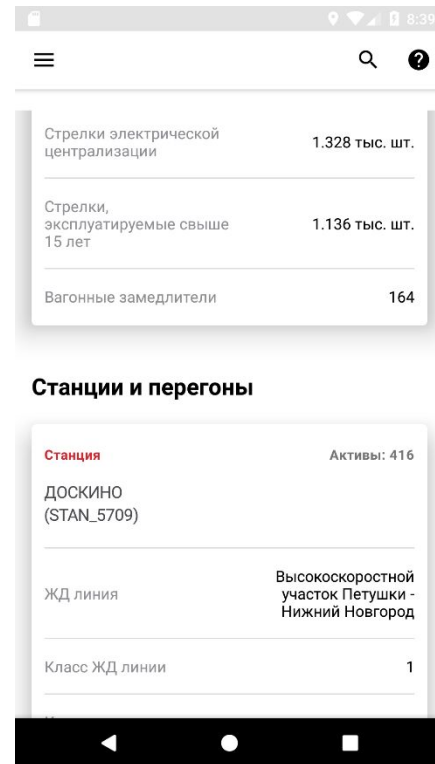 8:39
Стрелки электрической
централизации
1.328 тыс. шт.
Стрелки,
эксплуатируемые свыше
15 лет
1.136 тыс. шт.
Вагонные замедлители
164
Станции и перегоны
Станция
Активы: 416
ДОСКИНО
(STAN_5709)
ЖД линия
Высокоскоростной
участок Петушки -
Нижний Новгород
Класс ЖД линии
1